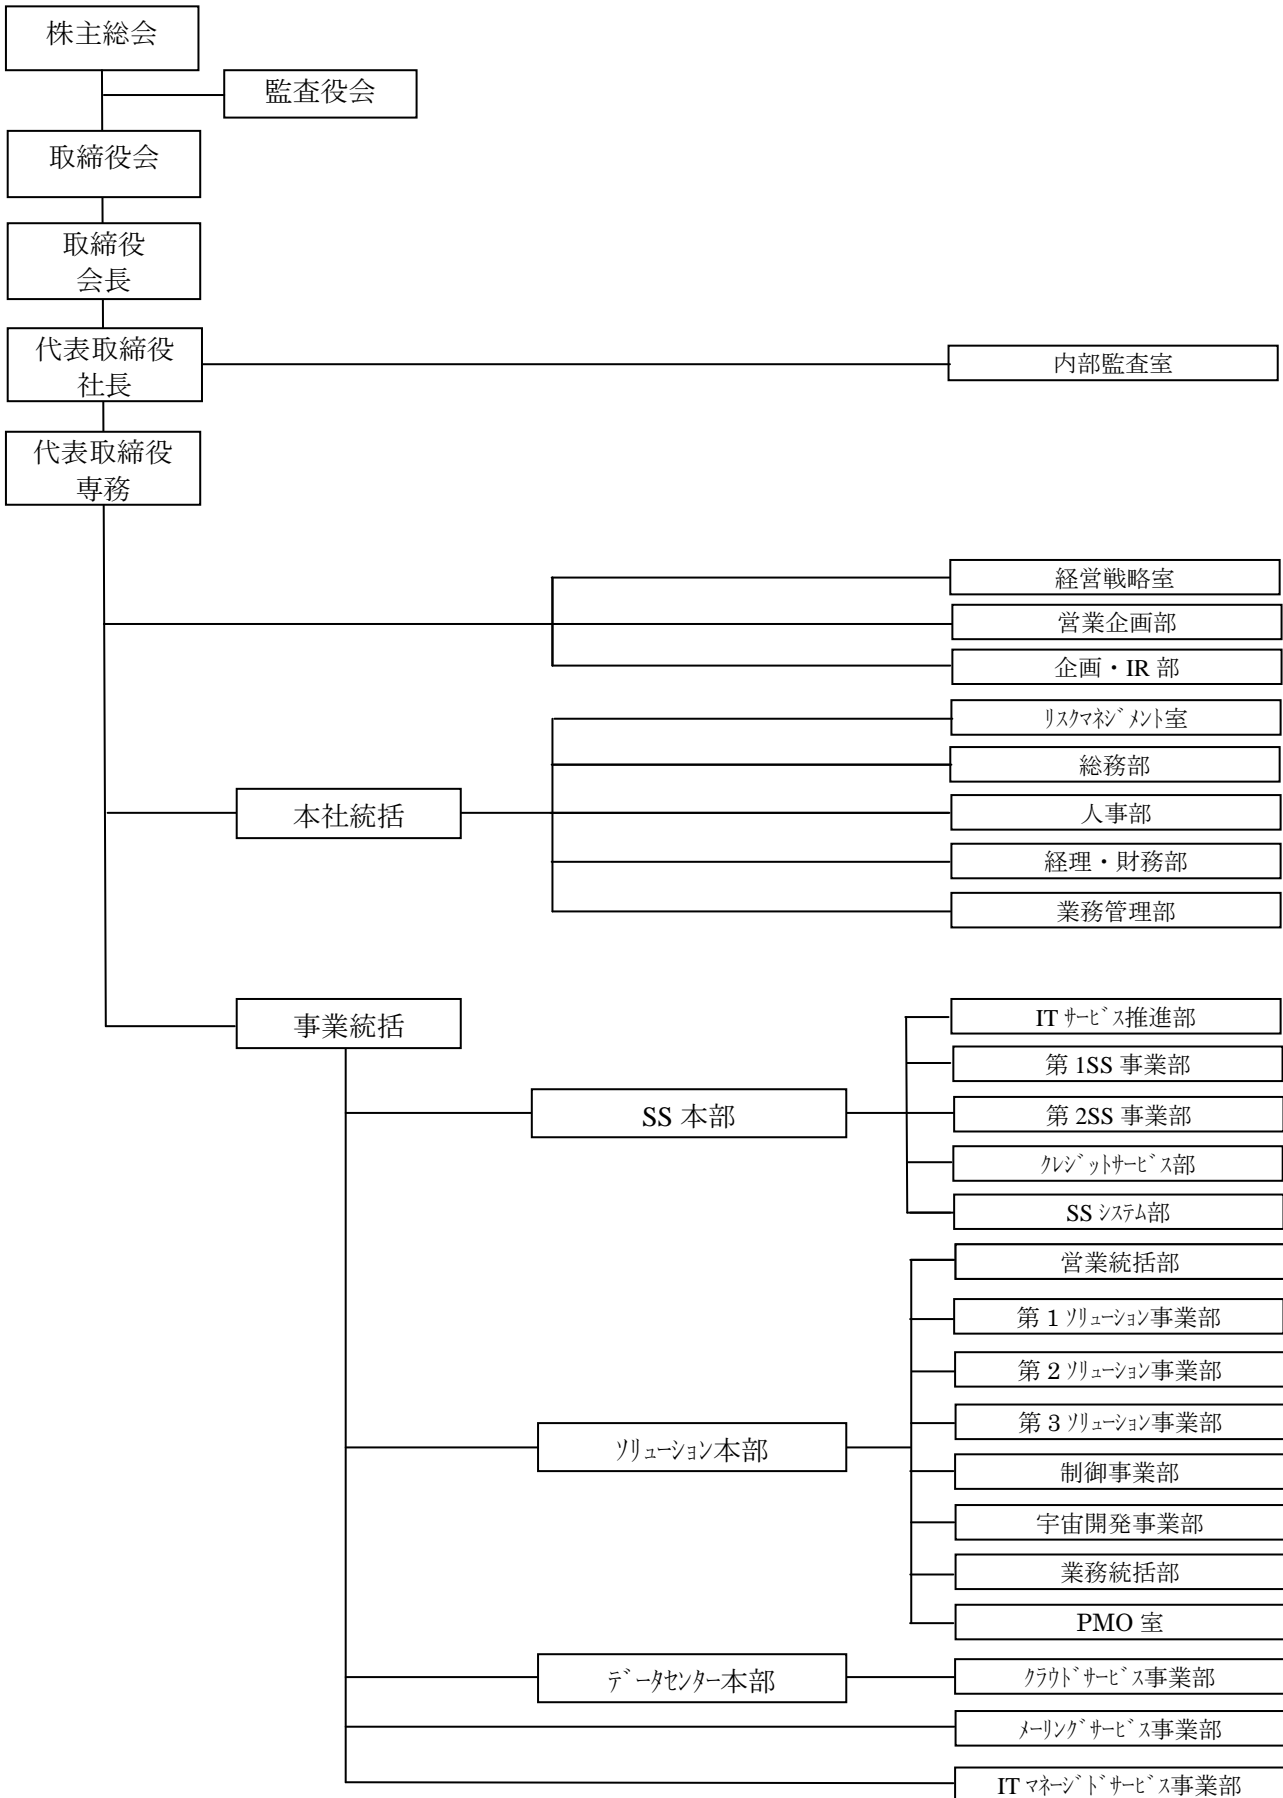 株主総会
監査役会
取締役会
取締役
会長
代表取締役
社長
内部監査室
代表取締役
専務
経営戦略室
営業企画部
企画・IR 部
ﾘｽｸﾏﾈｼﾞﾒﾝﾄ室
総務部
本社統括
人事部
経理・財務部
業務管理部
事業統括
IT ｻｰﾋﾞｽ推進部
第 1SS 事業部
SS 本部
第 2SS 事業部
ｸﾚｼﾞｯﾄｻｰﾋﾞｽ部
SS ｼｽﾃﾑ部
営業統括部
第 1 ｿﾘｭｰｼｮﾝ事業部
第 2 ｿﾘｭｰｼｮﾝ事業部
第 3 ｿﾘｭｰｼｮﾝ事業部
ｿﾘｭｰｼｮﾝ本部
制御事業部
宇宙開発事業部
業務統括部
PMO 室
ﾃﾞｰﾀｾﾝﾀｰ本部
ｸﾗｳﾄﾞｻｰﾋﾞｽ事業部
ﾒｰﾘﾝｸﾞｻｰﾋﾞｽ事業部
IT ﾏﾈｰｼﾞﾄﾞｻｰﾋﾞｽ事業部